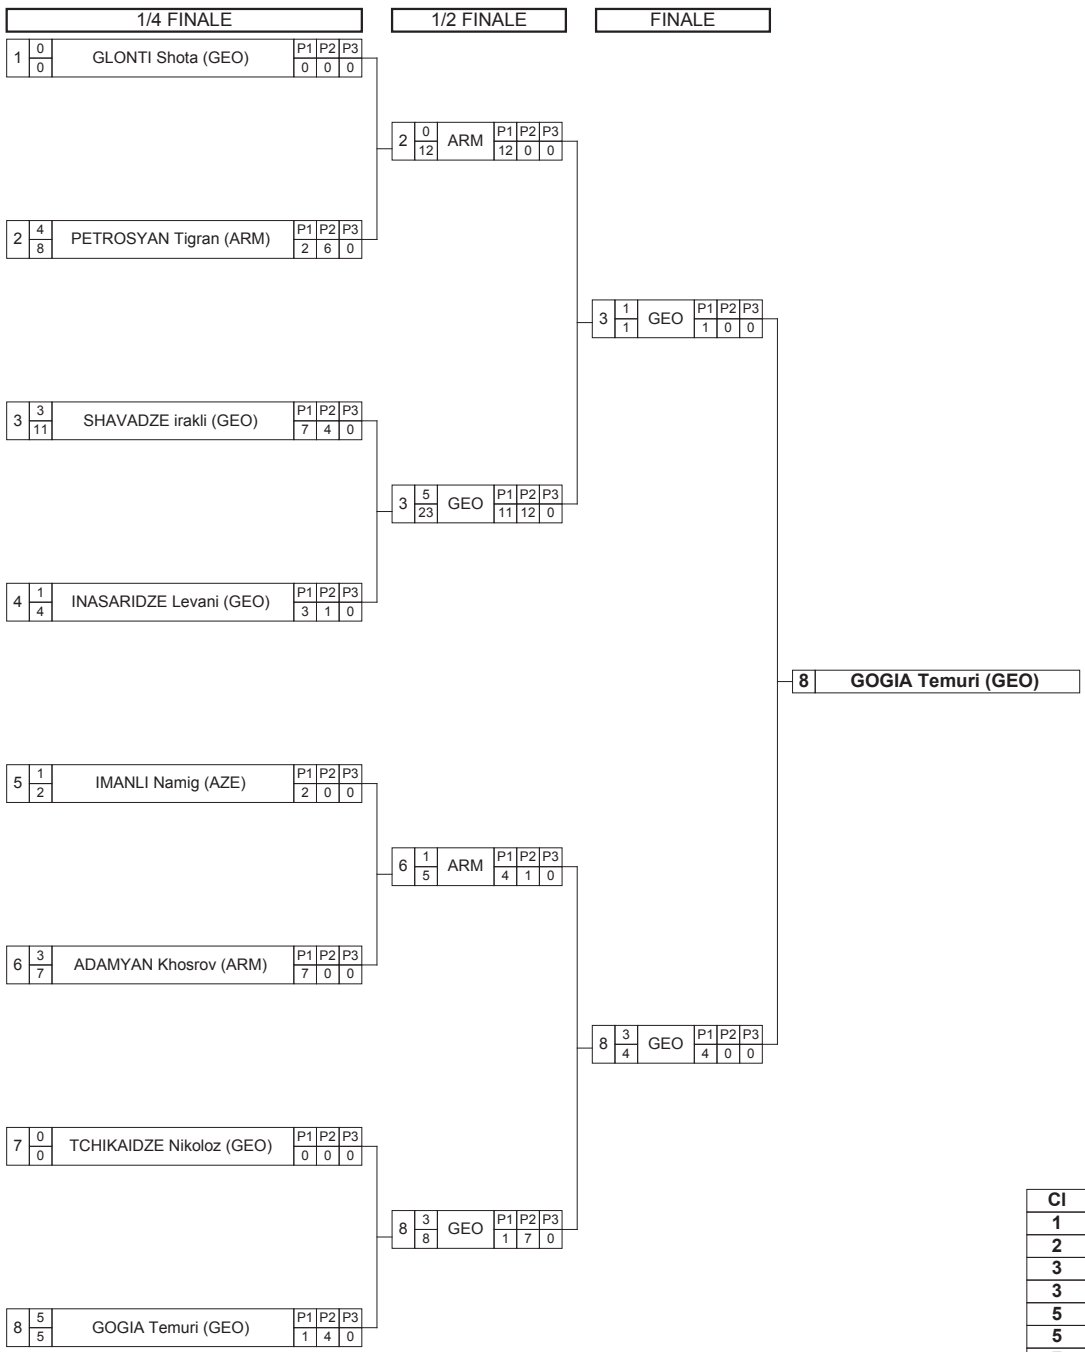 1/4 FINALE 1/2 FINALE FINALE
1 0 0 GLONTI Shota (GEO) P1 P2 P3 0 0 0
2 0 12 ARM P1 P2 P3 12 0 0
2 4 8 PETROSYAN Tigran (ARM) P1 P2 P3 2 6 0
3 1 1 GEO P1 P2 P3 1 0 0
3 3 11 SHAVADZE irakli (GEO) P1 P2 P3 7 4 0
3 5 23 GEO P1 P2 P3 11 12 0
4 1 4 INASARIDZE Levani (GEO) P1 P2 P3 3 1 0
8 GOGIA Temuri (GEO)
5 1 2 IMANLI Namig (AZE) P1 P2 P3 2 0 0
6 1 5 ARM P1 P2 P3 4 1 0
6 3 7 ADAMYAN Khosrov (ARM) P1 P2 P3 7 0 0
8 3 4 GEO P1 P2 P3 4 0 0
7 0 0 TCHIKAIDZE Nikoloz (GEO) P1 P2 P3 0 0 0
8 3 8 GEO P1 P2 P3 1 7 0
8 5 5 GOGIA Temuri (GEO) P1 P2 P3 1 4 0
Cl
1
2
3
3
5
5